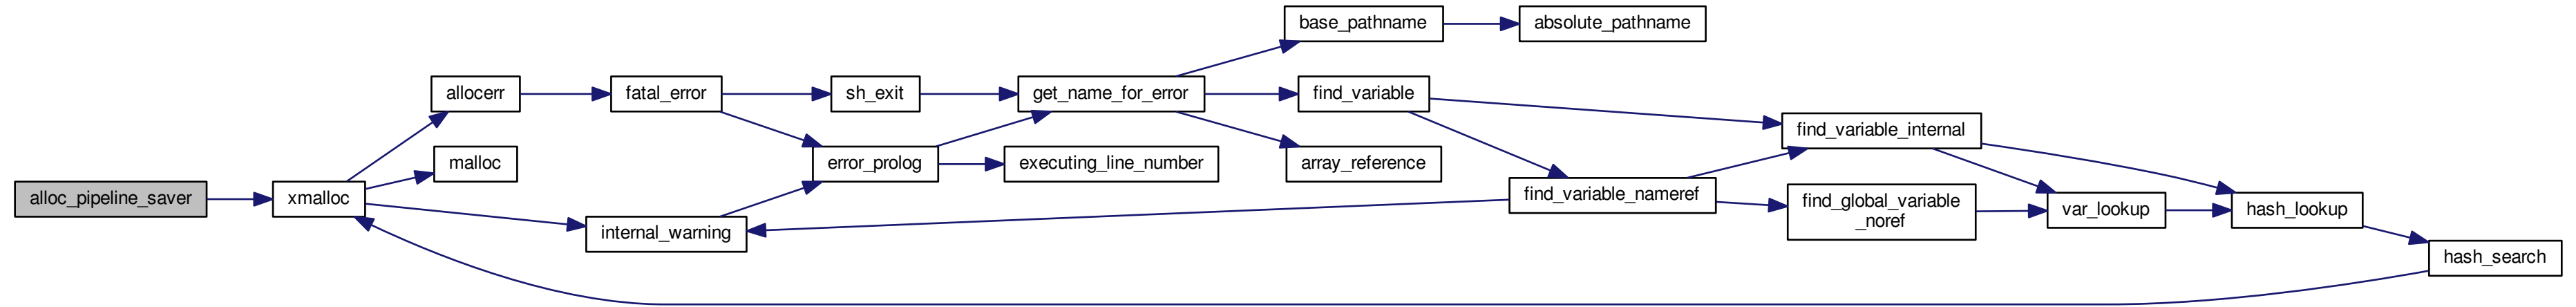 base_pathname
absolute_pathname
allocerr
fatal_error
sh_exit
get_name_for_error
find_variable
find_variable_internal
malloc
error_prolog
executing_line_number
array_reference
alloc_pipeline_saver
xmalloc
find_variable_nameref
find_global_variable
_noref
var_lookup
hash_lookup
internal_warning
hash_search